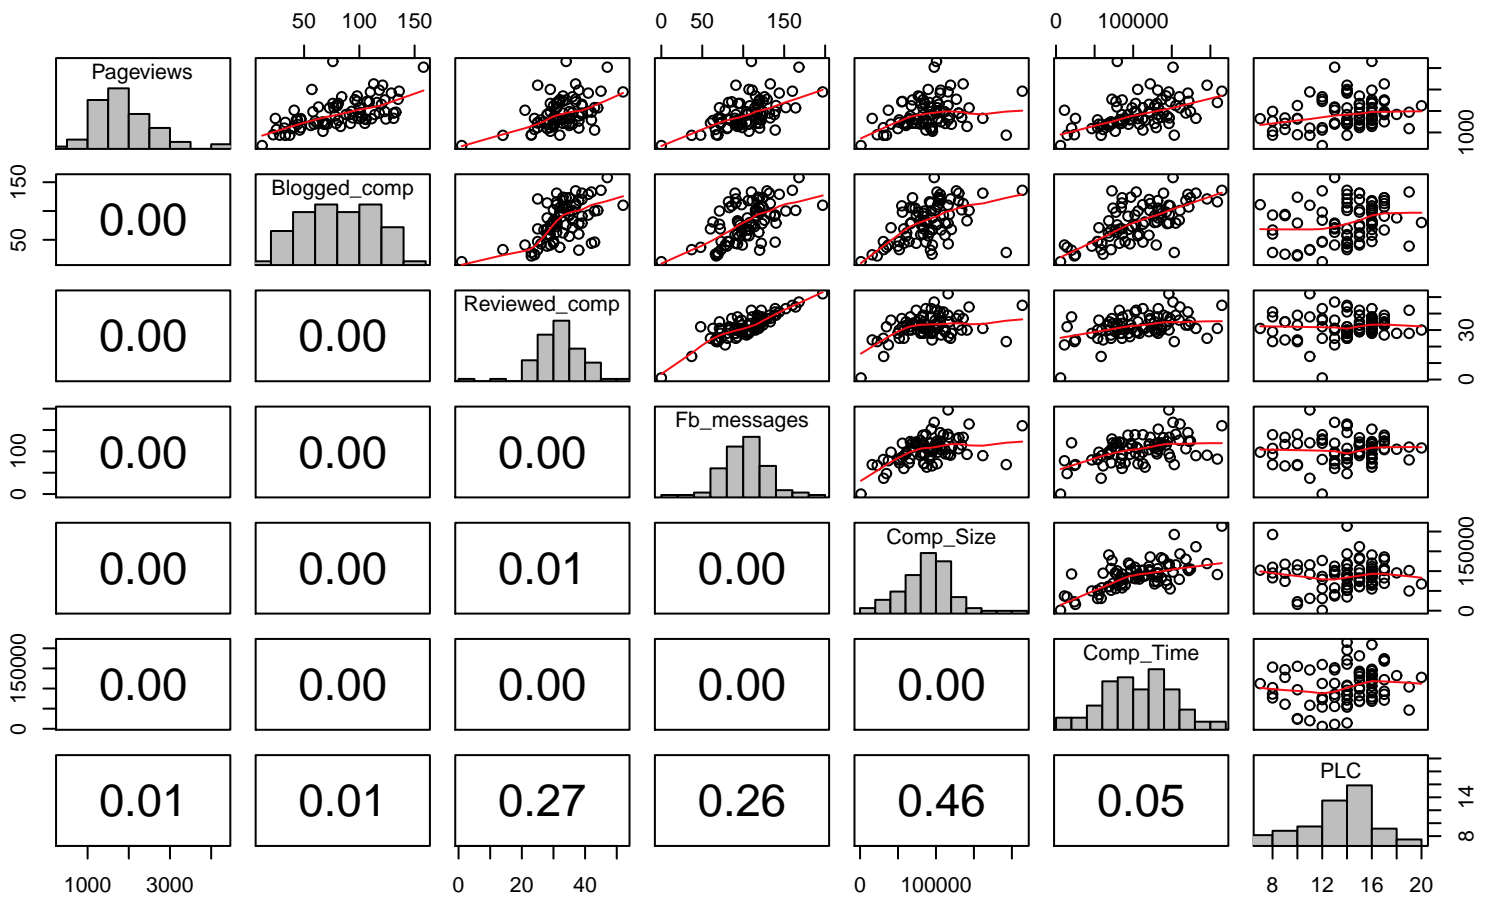 50 100 150 0 50 150 0 100000
Pageviews
1000
Blogged_comp
50 150
0.00
Reviewed_comp
0.00 0.00
0 30
Fb_messages
0 100
0.00 0.00 0.00
Comp_Size
0.00 0.00 0.01 0.00
0 150000
Comp_Time
0 150000
0.00 0.00 0.00 0.00 0.00
PLC
0.01 0.01 0.27 0.26 0.46 0.05
8 14
1000 3000 0 20 40 0 100000 8 12 16 20